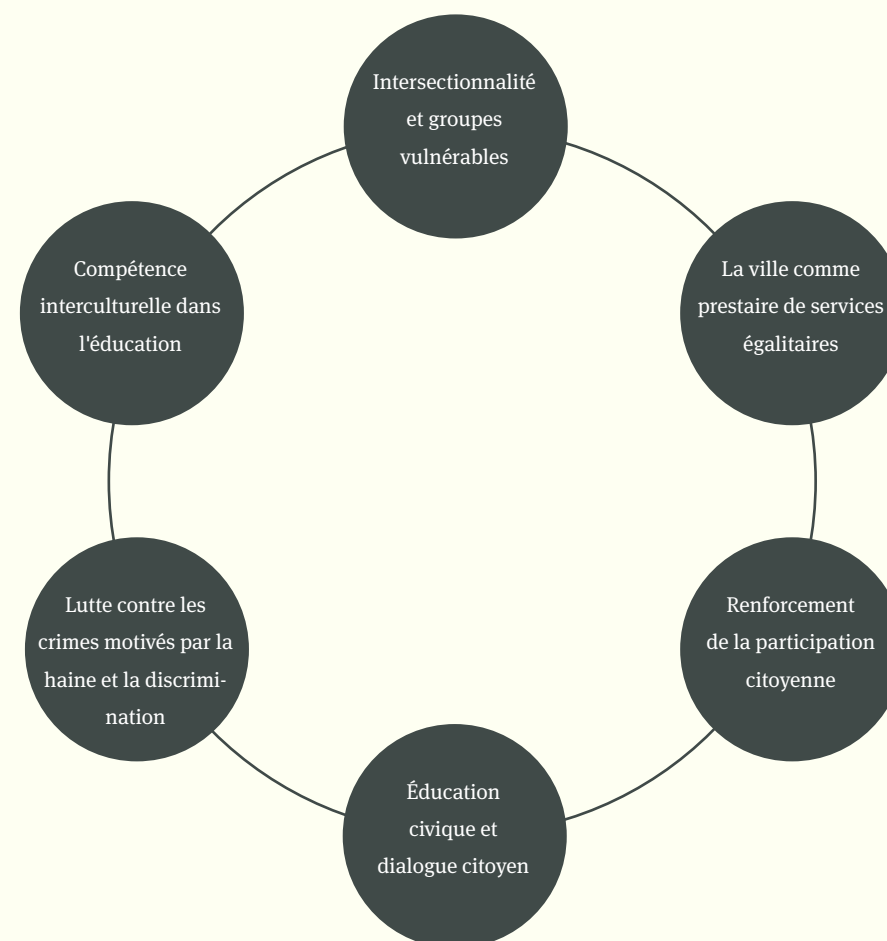 Intersectionnalité
et groupes
vulnérables
La ville comme
prestaire de services
égalitaires
Renforcement
de la participation
citoyenne
Éducation
civique et
dialogue citoyen
Lutte contre les
crimes motivés par la
haine et la discrimi-
nation
Compétence
interculturelle dans
l'éducation